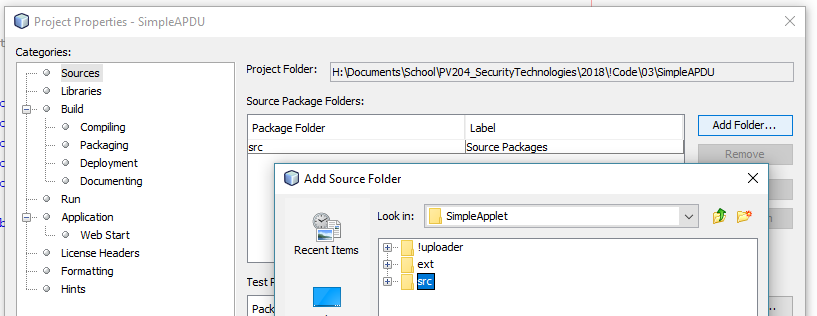 Project Properties - SimpleAPDU
Categories:
Sources
Libraries
Build
Compiling
Packaging
Deployment
Documenting
Run
Application
Web Start
License Headers
Formatting
Hints
Project Folder: H:\Documents\School\PV204_SecurityTechnologies\2018\!Code\03\SimpleAPDU
Source Package Folders:
Package Folder Label
src Source Packages
Add Folder...
Remove
Add Source Folder
Look in: SimpleApplet
Recent Items
!uploader
ext
src